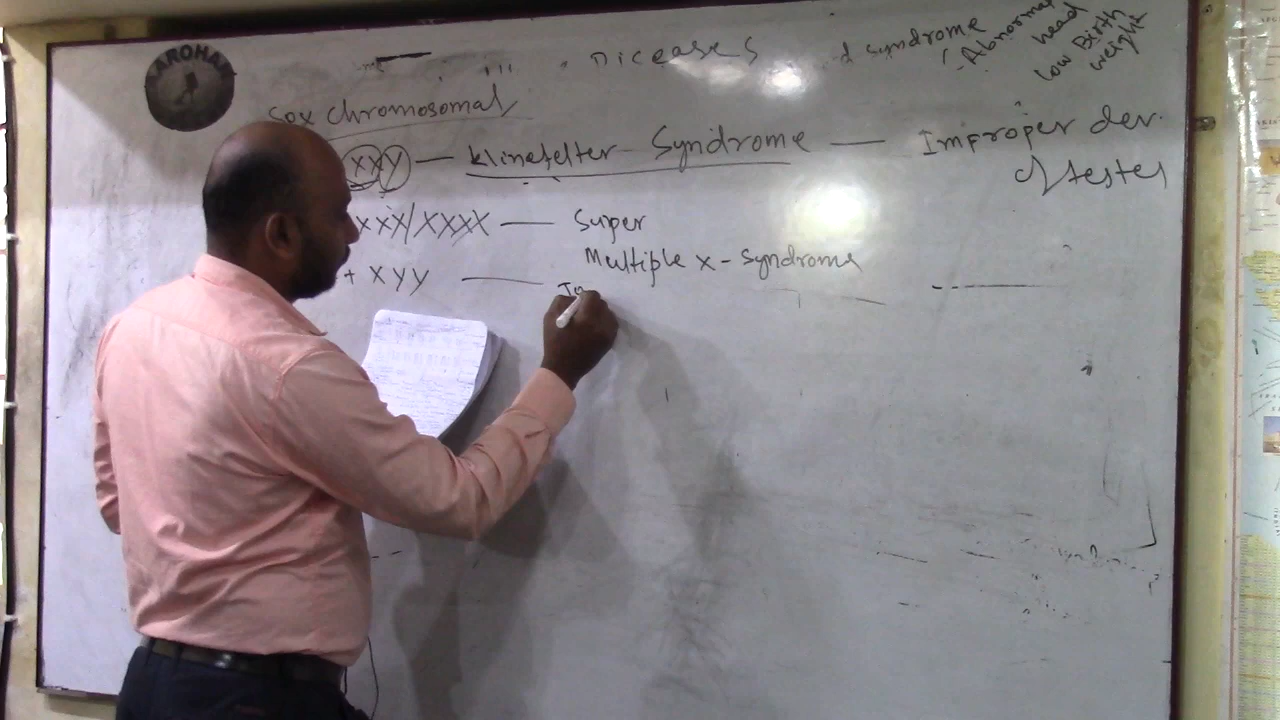 AROHAN
Diceases
syndrome
Abnormal
head
low Birth
weight
Sex chromosomal
xxy — Klinefelter Syndrome — Improper dev.
of testes
xxx/xxxx — Super
Multiple x - Syndrome
+ xyy —